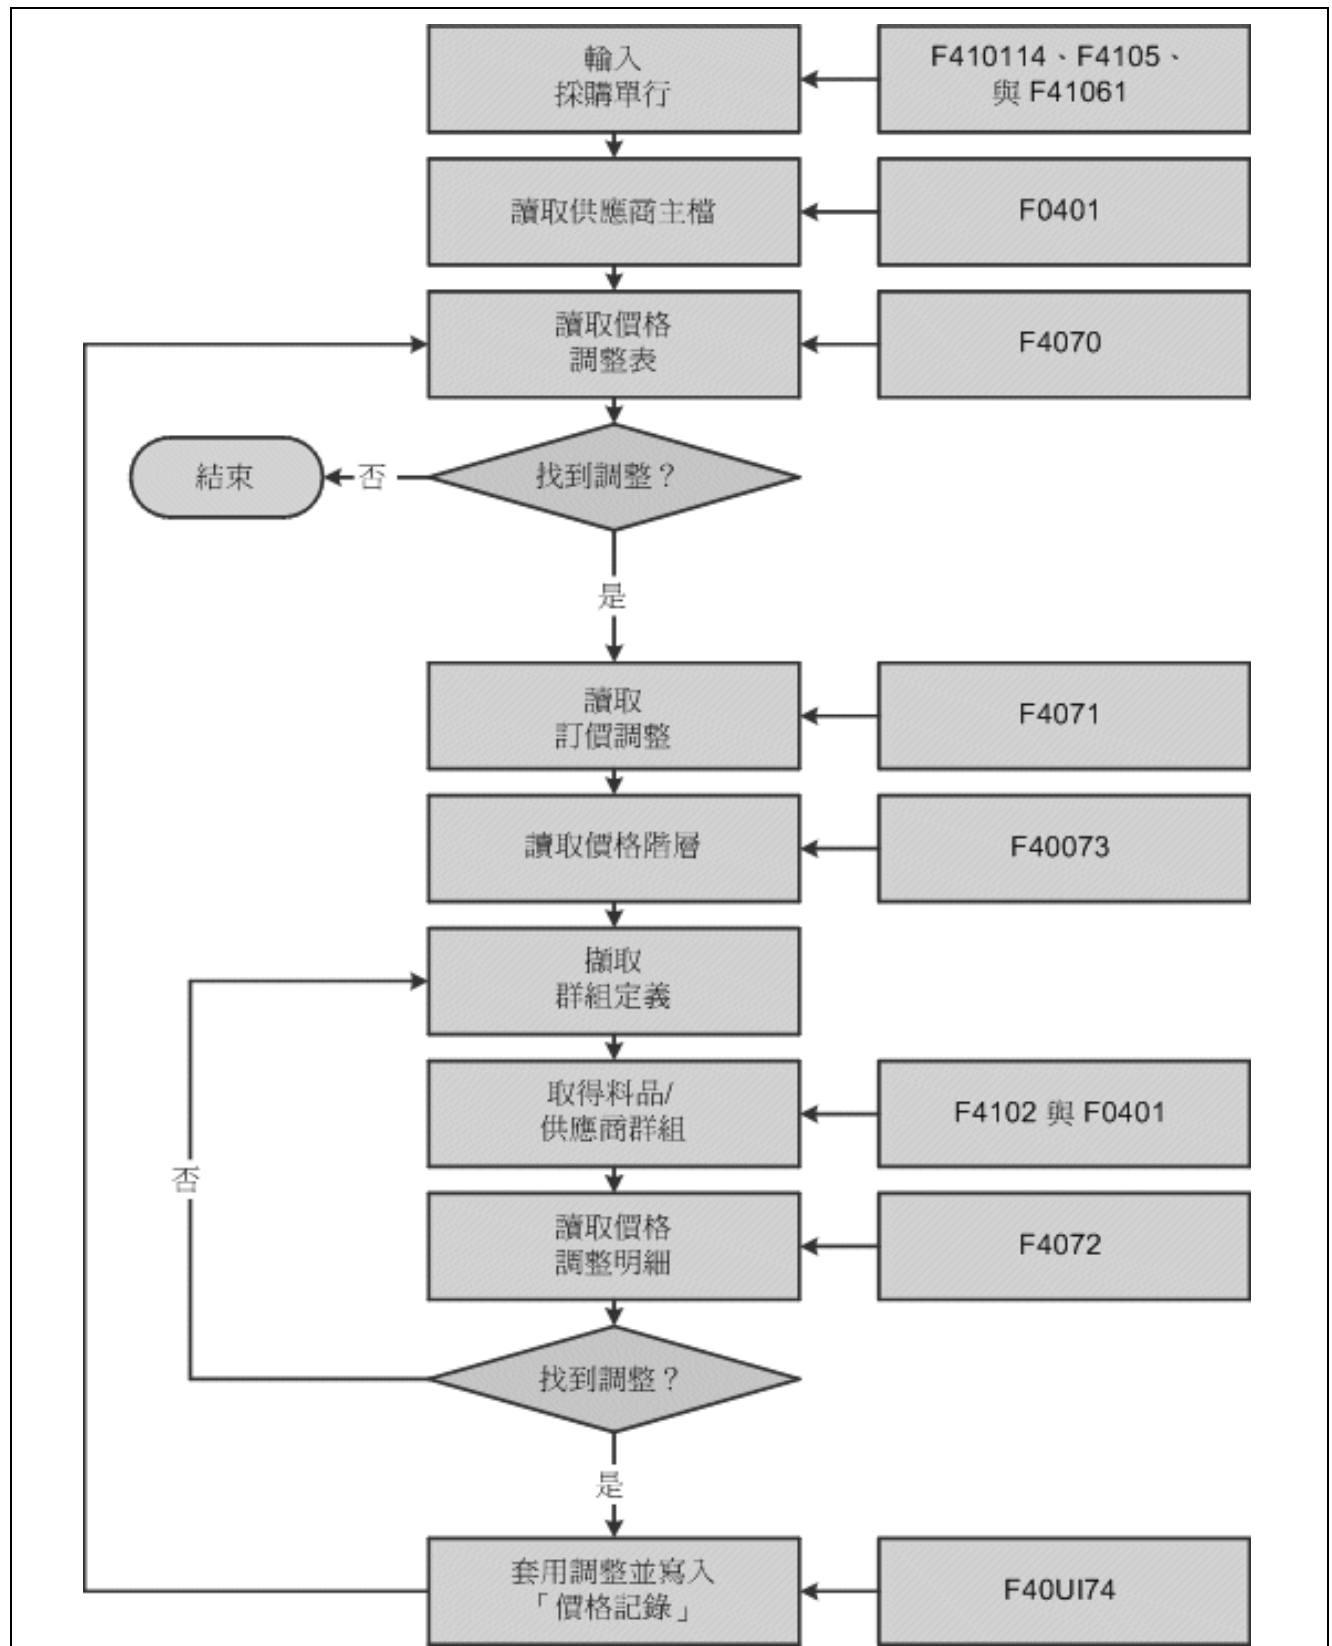 輸入
採購單行
F410114、F4105、
與 F41061
讀取供應商主檔
F0401
讀取價格
調整表
F4070
結束
否
找到調整？
是
讀取
訂價調整
F4071
讀取價格階層
F40073
擷取
群組定義
取得料品/
供應商群組
F4102 與 F0401
否
讀取價格
調整明細
F4072
找到調整？
是
套用調整並寫入
「價格記錄」
F40UI74